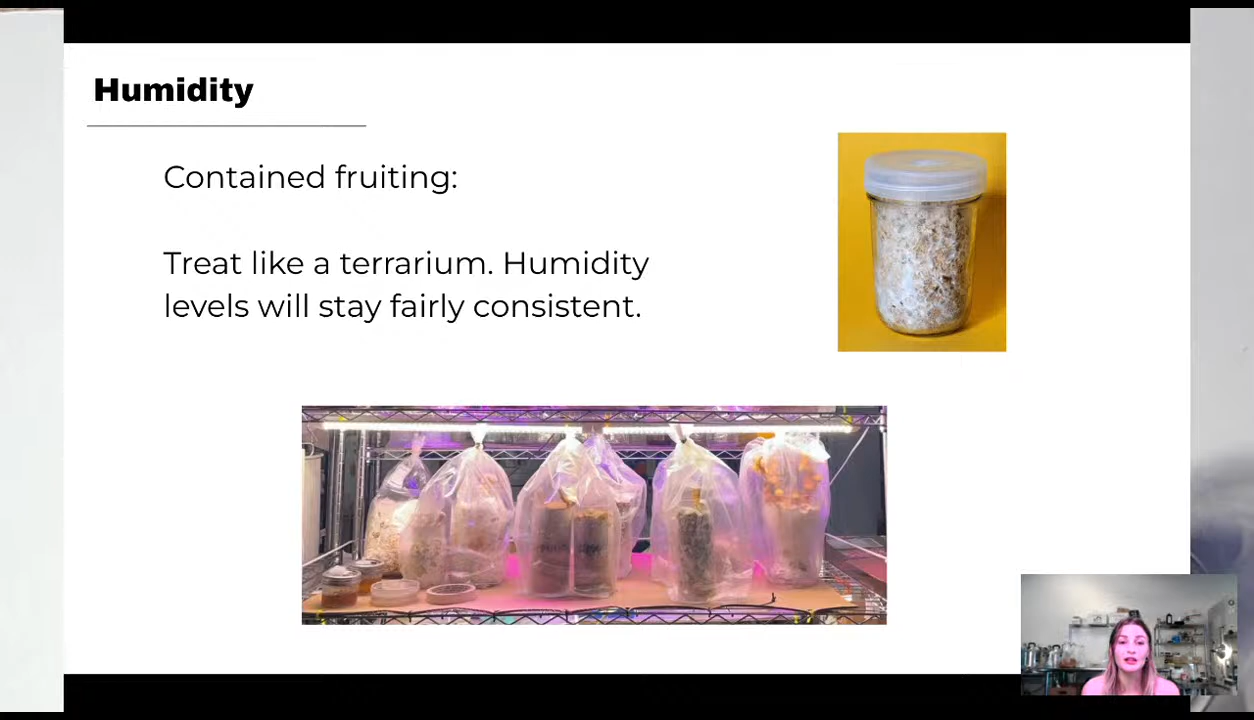 Humidity
Contained fruiting:
Treat like a terrarium. Humidity
levels will stay fairly consistent.